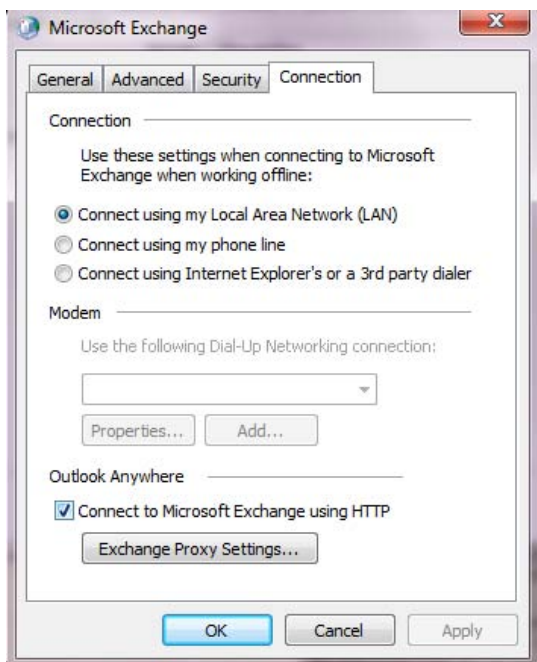 Microsoft Exchange
General Advanced Security Connection
Connection
Use these settings when connecting to Microsoft
Exchange when working offline:
Connect using my Local Area Network (LAN)
Connect using my phone line
Connect using Internet Explorer's or a 3rd party dialer
Modem
Use the following Dial-Up Networking connection:
Properties... Add...
Outlook Anywhere
Connect to Microsoft Exchange using HTTP
Exchange Proxy Settings...
OK Cancel Apply